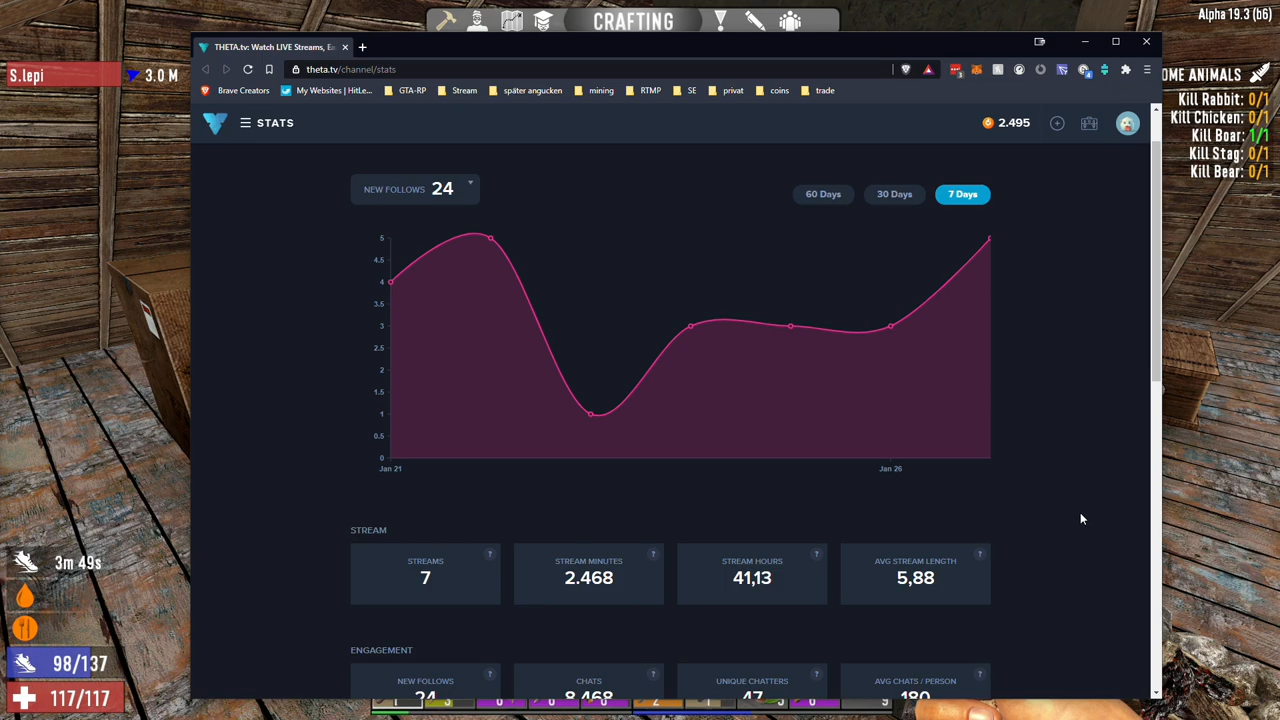 CRAFTING
Alpha 19.3 (b6)
S.lepi
3.0 M
THETA.tv: Watch LIVE Streams, Ea
theta.tv/channel/stats
Brave Creators
My Websites | HitLe...
GTA-RP
Stream
später angucken
mining
RTMP
SE
privat
coins
trade
STATS
2.495
OME ANIMALS
Kill Rabbit: 0/1
Kill Chicken: 0/1
Kill Boar: 1/1
Kill Stag: 0/1
Kill Bear: 0/1
NEW FOLLOWS 24
60 Days
30 Days
7 Days
5
4.5
4
3.5
3
2.5
2
1.5
1
0.5
0
Jan 21
Jan 26
STREAM
STREAMS
?
7
STREAM MINUTES
?
2.468
STREAM HOURS
?
41,13
AVG STREAM LENGTH
?
5,88
ENGAGEMENT
NEW FOLLOWS
?
24
CHATS
?
8.468
UNIQUE CHATTERS
?
47
AVG CHATS / PERSON
?
180
3m 49s
98/137
117/117